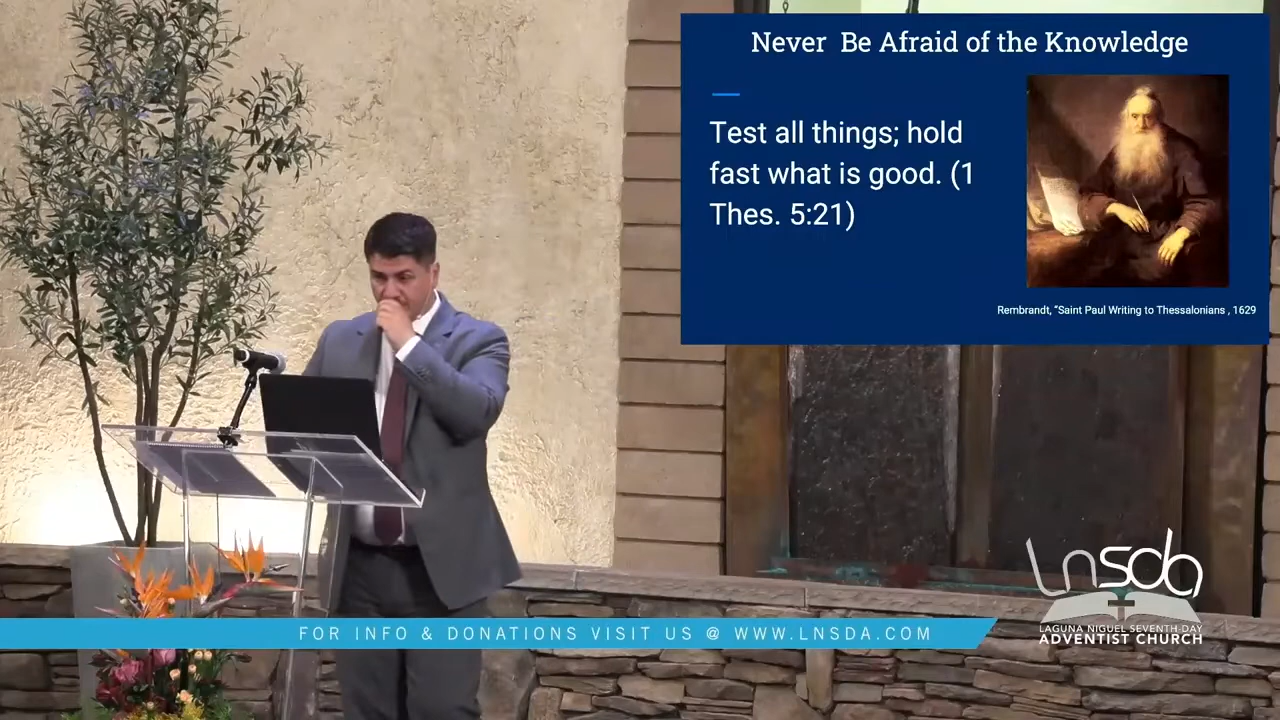 Never Be Afraid of the Knowledge
Test all things; hold
fast what is good. (1
Thes. 5:21)
Rembrandt, “Saint Paul Writing to Thessalonians , 1629
FOR INFO & DONATIONS VISIT US @ WWW.LNSDA.COM
Lnsda
LAGUNA NIGUEL SEVENTH-DAY
ADVENTIST CHURCH